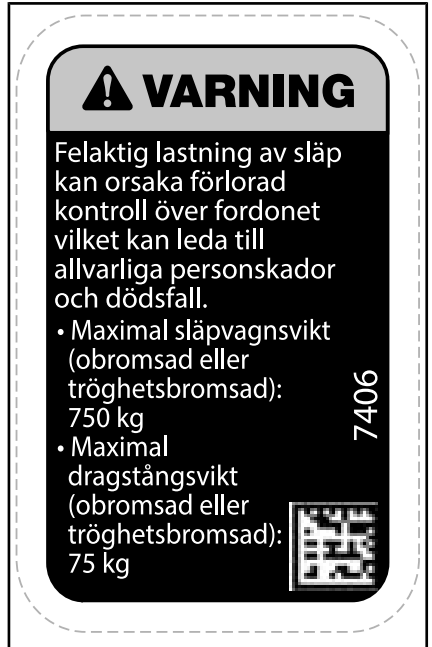 VARNING
Felaktig lastning av släp
kan orsaka förlorad
kontroll över fordonet
vilket kan leda till
allvarliga personskador
och dödsfall.
• Maximal släpvagnsvikt
(obromsad eller
tröghetsbromsad):
750 kg
• Maximal
dragstångsvikt
(obromsad eller
tröghetsbromsad):
75 kg
7406